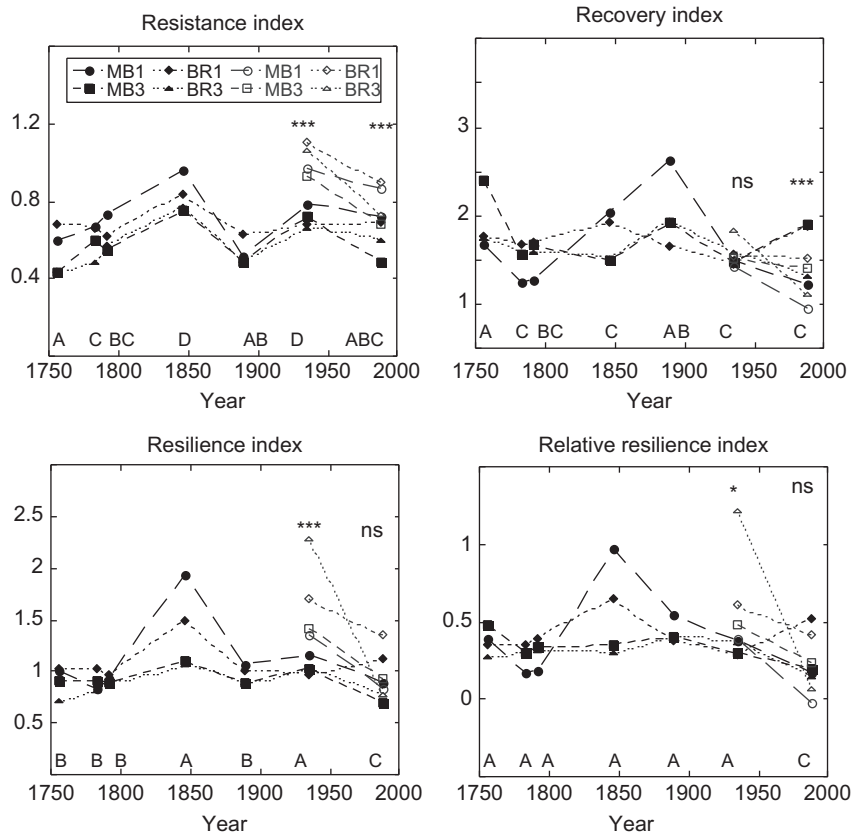 Resistance index
1.2
0.8
0.4
MB1 BR1 MB1 BR1
MB3 BR3 MB3 BR3
*** ***
A C BC D AB D ABC
1750 1800 1850 1900 1950 2000
Year
Recovery index
4
3
2
1
ns ***
A C BC C AB C C
1750 1800 1850 1900 1950 2000
Year
Resilience index
2.5
2
1.5
1
0.5
*** ns
B B B A B A C
1750 1800 1850 1900 1950 2000
Year
Relative resilience index
1
0.5
0
* ns
A A A A A A C
1750 1800 1850 1900 1950 2000
Year